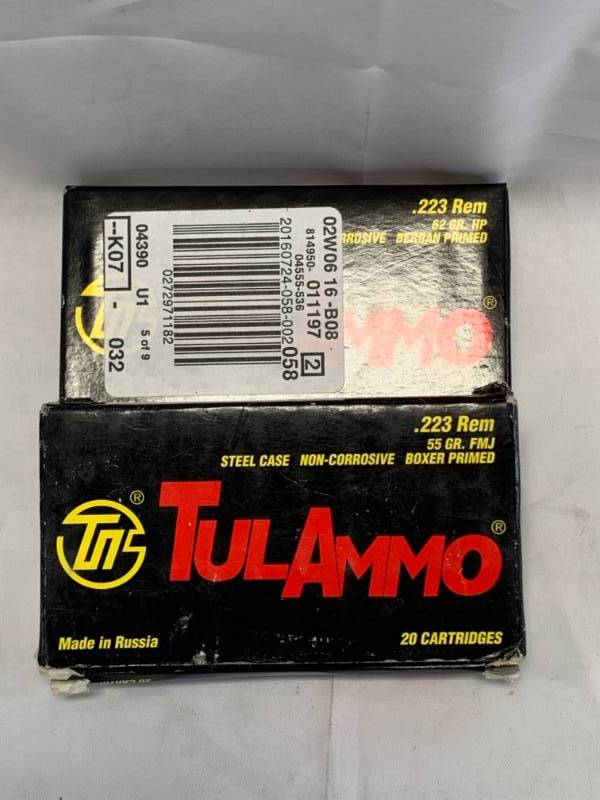 .223 Rem
62 GR. HP
BERDAN PRIMED
®
MMO
02W06 16 -B08
814950- 011197 2
04555-536
20160724-058-002 058
0272971182
04390 U1 5 of 9
--K07 - 032
.223 Rem
55 GR. FMJ
STEEL CASE NON-CORROSIVE BOXER PRIMED
®
TULAMMO®
Made in Russia
20 CARTRIDGES